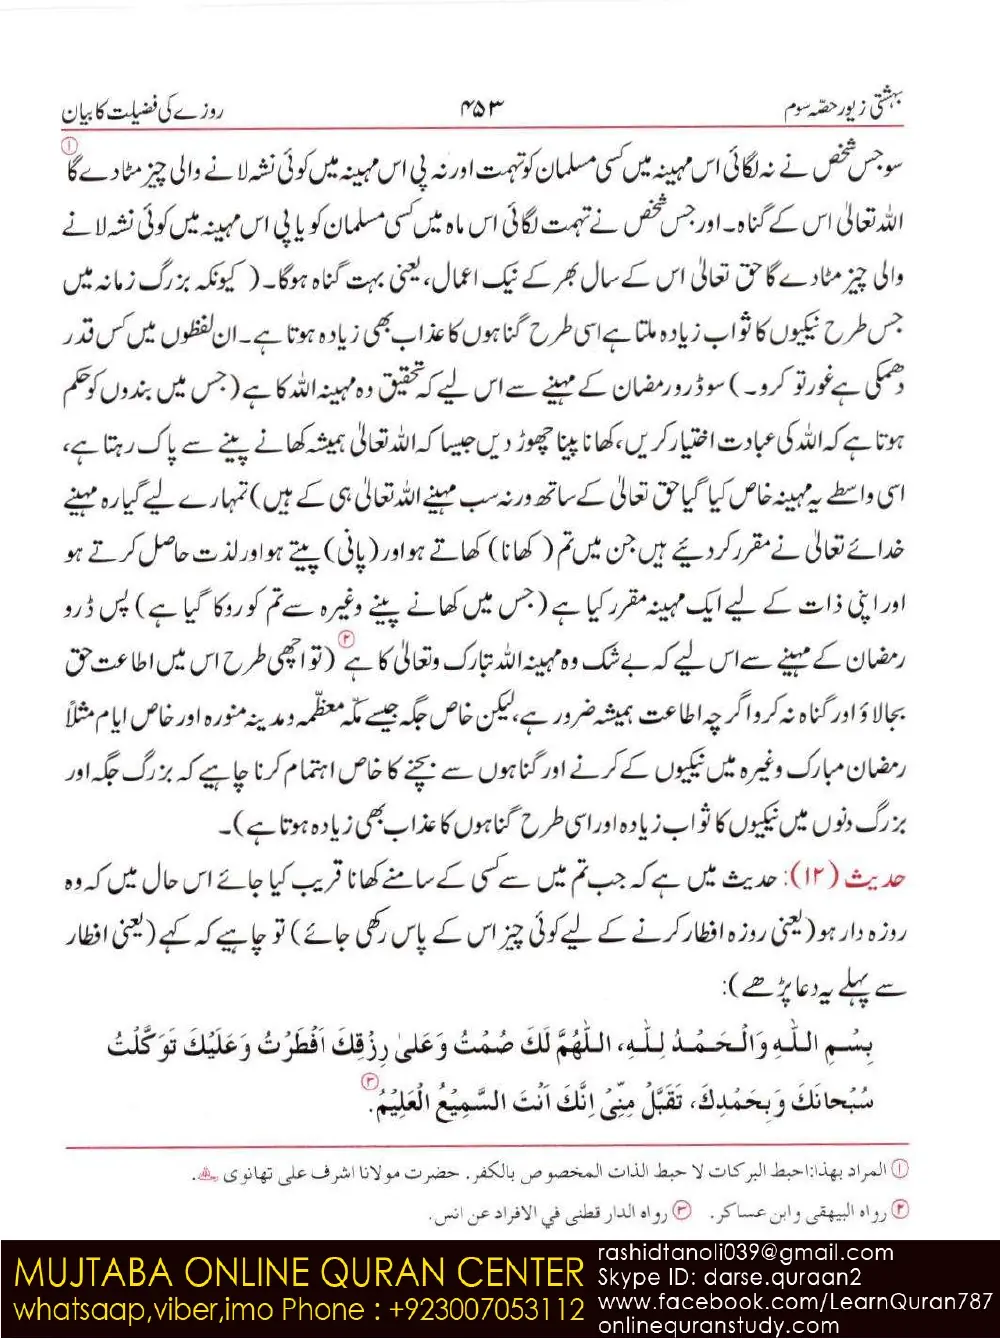 بہشتی زیور حصّہ سوم ۴۵۳ روزے کی فضیلت کا بیان
سو جس شخص نے نہ لگائی اس مہینہ میں کسی مسلمان کو تہمت اور نہ پی اس مہینہ میں کوئی نشہ لانے والی چیز مٹا دے گا ①
اللہ تعالیٰ اس کے گناہ۔ اور جس شخص نے تہمت لگائی اس ماہ میں کسی مسلمان کو یا پی اس مہینہ میں کوئی نشہ لانے
والی چیز مٹا دے گا حق تعالیٰ اس کے سال بھر کے نیک اعمال، یعنی بہت گناہ ہوگا۔ (کیونکہ بزرگ زمانہ میں
جس طرح نیکیوں کا ثواب زیادہ ملتا ہے اسی طرح گناہوں کا عذاب بھی زیادہ ہوتا ہے۔ ان لفظوں میں کس قدر
دھمکی ہے غور تو کرو۔) سو ڈرو رمضان کے مہینے سے اس لیے کہ تحقیق وہ مہینہ اللہ کا ہے (جس میں بندوں کو حکم
ہوتا ہے کہ اللہ کی عبادت اختیار کریں، کھانا پینا چھوڑ دیں جیسا کہ اللہ تعالیٰ ہمیشہ کھانے پینے سے پاک رہتا ہے،
اسی واسطے یہ مہینہ خاص کیا گیا حق تعالیٰ کے ساتھ ورنہ سب مہینے اللہ تعالیٰ ہی کے ہیں) تمہارے لیے گیارہ مہینے
خدائے تعالیٰ نے مقرر کر دیئے ہیں جن میں تم (کھانا) کھاتے ہو اور (پانی) پیتے ہو اور لذت حاصل کرتے ہو
اور اپنی ذات کے لیے ایک مہینہ مقرر کیا ہے (جس میں کھانے پینے وغیرہ سے تم کو روکا گیا ہے) پس ڈرو
رمضان کے مہینے سے اس لیے کہ بے شک وہ مہینہ اللہ تبارک وتعالیٰ کا ہے ② (تو اچھی طرح اس میں اطاعت حق
بجالاؤ اور گناہ نہ کرو اگرچہ اطاعت ہمیشہ ضرور ہے، لیکن خاص جگہ جیسے مکّہ معظّمہ ومدینہ منورہ اور خاص ایام مثلاً
رمضان مبارک وغیرہ میں نیکیوں کے کرنے اور گناہوں سے بچنے کا خاص اہتمام کرنا چاہیے کہ بزرگ جگہ اور
بزرگ دنوں میں نیکیوں کا ثواب زیادہ اور اسی طرح گناہوں کا عذاب بھی زیادہ ہوتا ہے)۔
حدیث (۱۲): حدیث میں ہے کہ جب تم میں سے کسی کے سامنے کھانا قریب کیا جائے اس حال میں کہ وہ
روزہ دار ہو (یعنی روزہ افطار کرنے کے لیے کوئی چیز اس کے پاس رکھی جائے) تو چاہیے کہ کہے (یعنی افطار
سے پہلے یہ دعا پڑھے):
بِسْمِ اللّٰهِ وَالْحَمْدُ لِلّٰهِ، اللّٰهُمَّ لَكَ صُمْتُ وَعَلىٰ رِزْقِكَ اَفْطَرْتُ وَعَلَيْكَ تَوَكَّلْتُ
سُبْحَانَكَ وَبِحَمْدِكَ، تَقَبَّلْ مِنِّىْ اِنَّكَ اَنْتَ السَّمِيْعُ الْعَلِيْمُ. ③
① المراد بهذا: احبط البركات لا حبط الذات المخصوص بالكفر. حضرت مولانا اشرف على تهانوى ؒ.
② رواه البيهقى وابن عساكر. ③ رواه الدار قطنى في الافراد عن انس.
MUJTABA ONLINE QURAN CENTER
whatsaap,viber,imo Phone : +923007053112
rashidtanoli039@gmail.com
Skype ID: darse.quraan2
www.facebook.com/LearnQuran787
onlinequranstudy.com